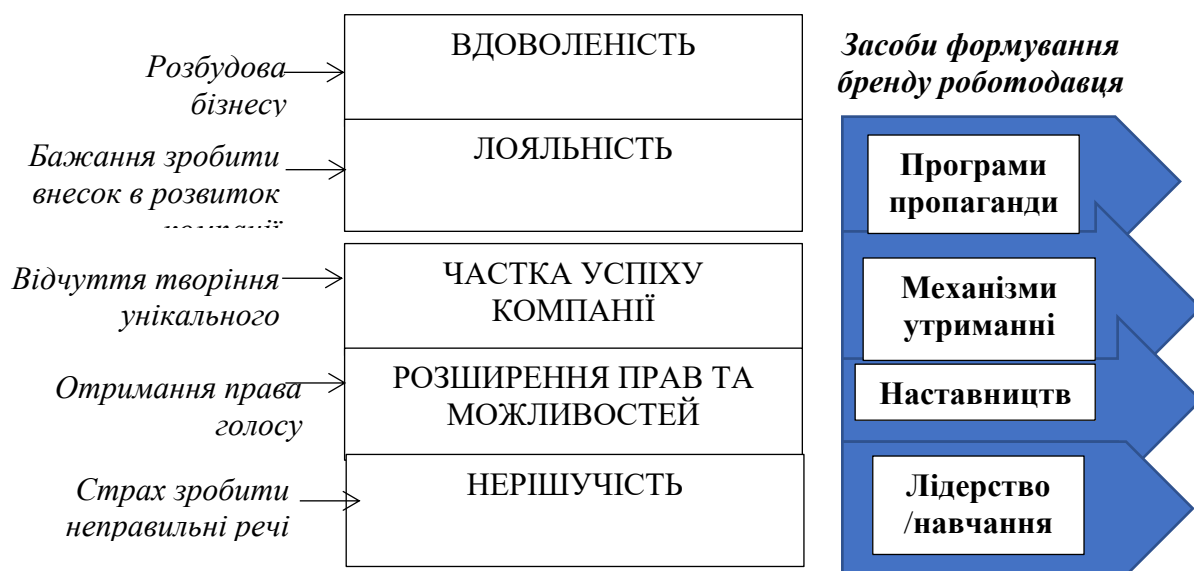 Розбудова
бізнесу
Бажання зробити
внесок в розвиток
компанії
Відчуття творіння
унікального
Отримання права
голосу
Страх зробити
неправильні речі
ВДОВОЛЕНІСТЬ
ЛОЯЛЬНІСТЬ
ЧАСТКА УСПІХУ
КОМПАНІЇ
РОЗШИРЕННЯ ПРАВ ТА
МОЖЛИВОСТЕЙ
НЕРІШУЧІСТЬ
Засоби формування
бренду роботодавця
Програми
пропаганди
Механізми
утриманні
Наставництв
Лідерство
/навчання